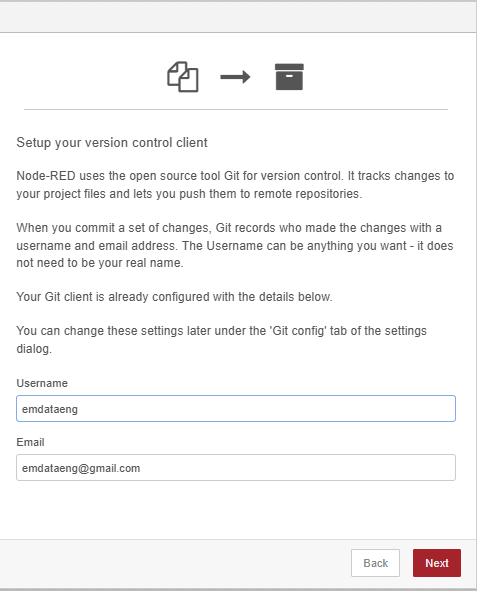 Setup your version control client
Node-RED uses the open source tool Git for version control. It tracks changes to
your project files and lets you push them to remote repositories.
When you commit a set of changes, Git records who made the changes with a
username and email address. The Username can be anything you want - it does
not need to be your real name.
Your Git client is already configured with the details below.
You can change these settings later under the 'Git config' tab of the settings
dialog.
Username
emdataeng
Email
emdataeng@gmail.com
Back
Next